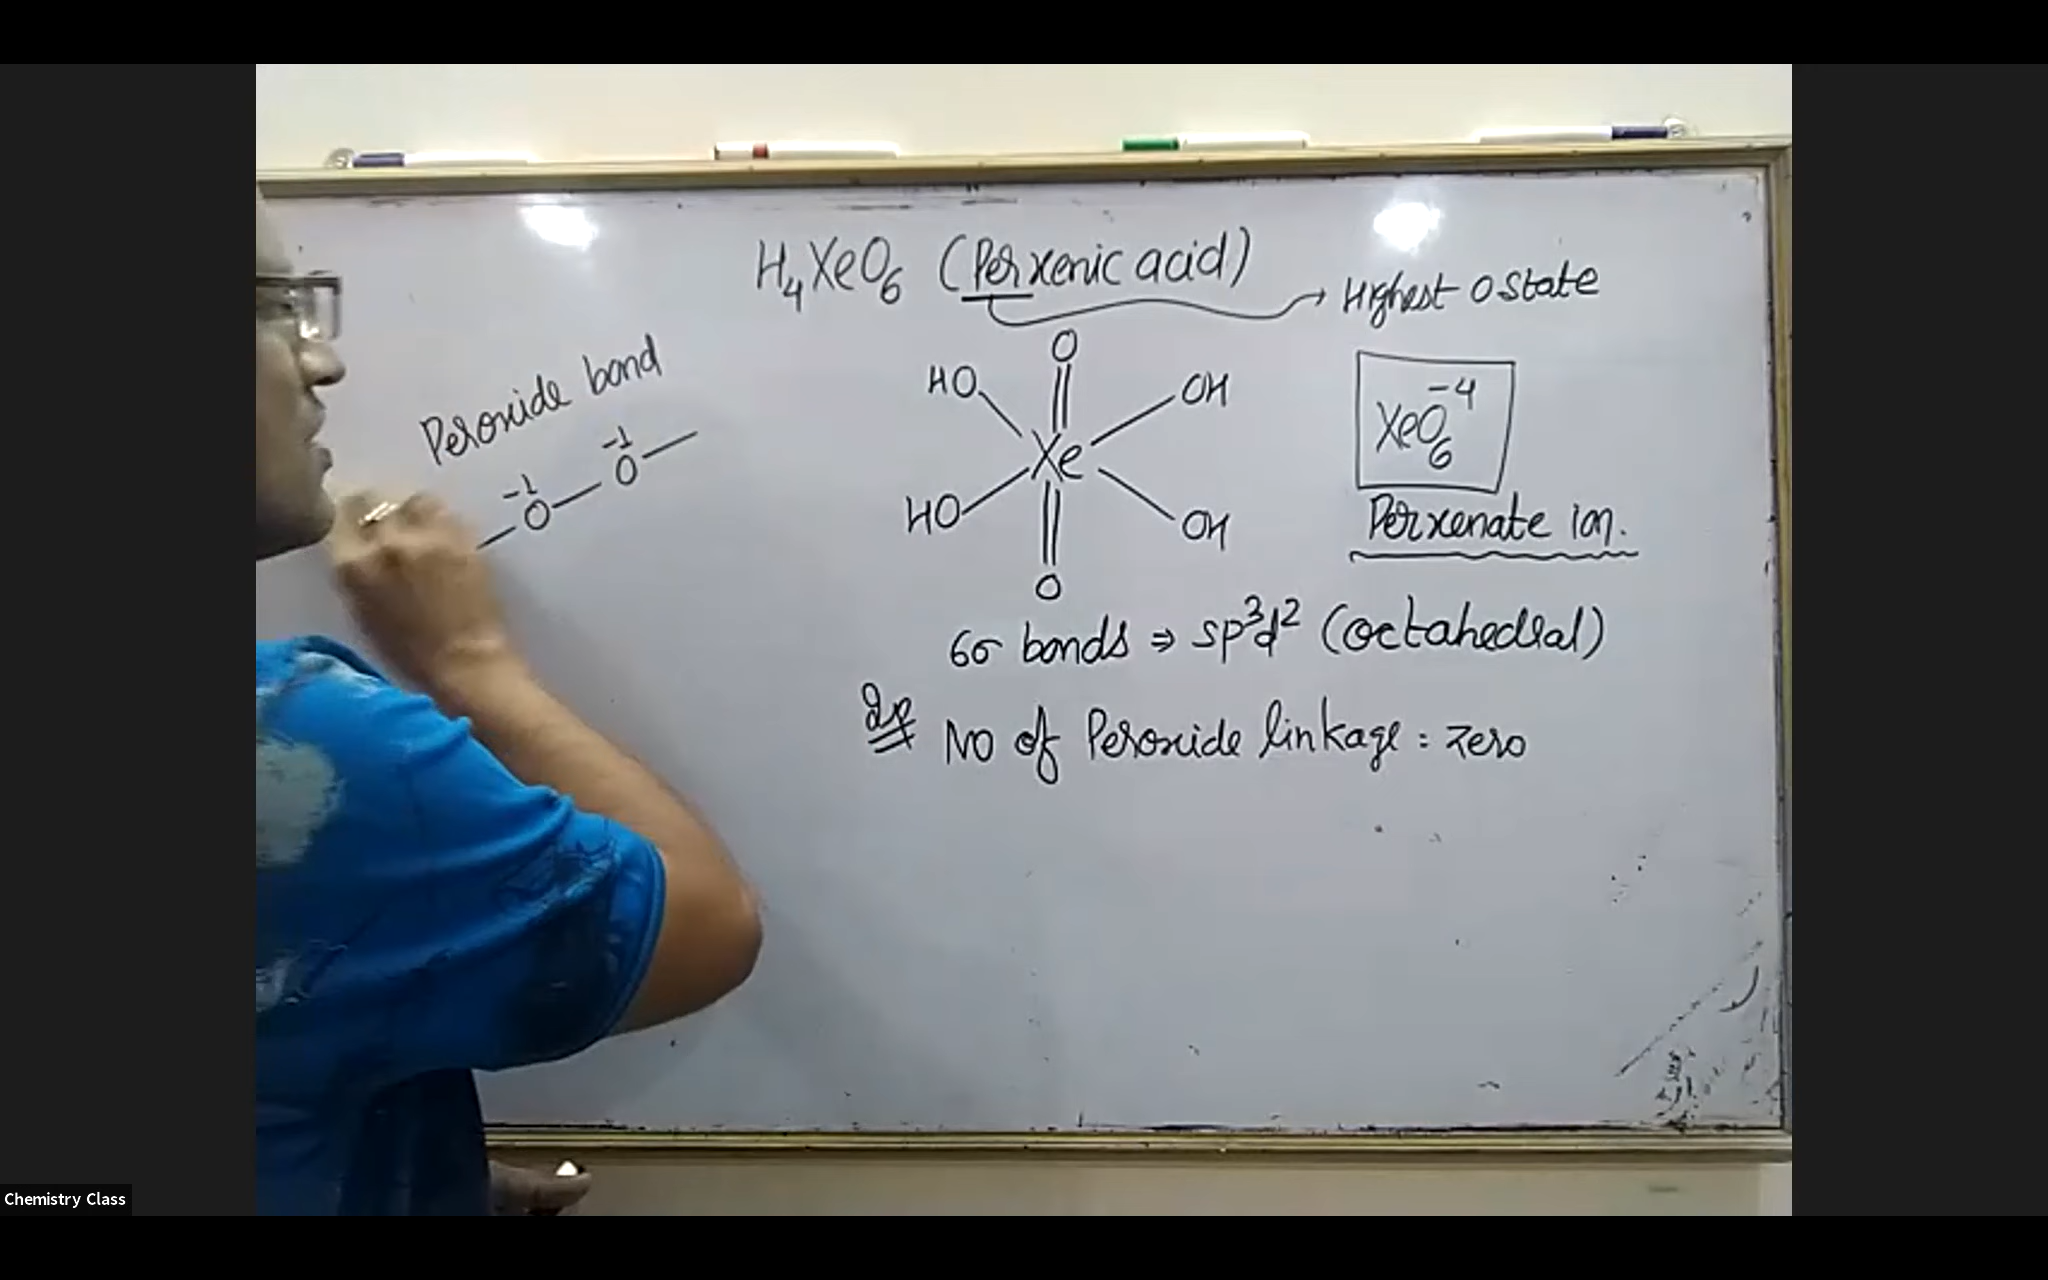 H₄XeO₆ (Perxenic acid)
Highest O State
Peroxide bond
-1 -1
O O
O
HO OH
Xe
HO OH
O
XeO₆⁻⁴
Perxenate ion.
6σ bonds ⇒ sp³d² (octahedral)
Imp No of Peroxide linkage : zero
Chemistry Class